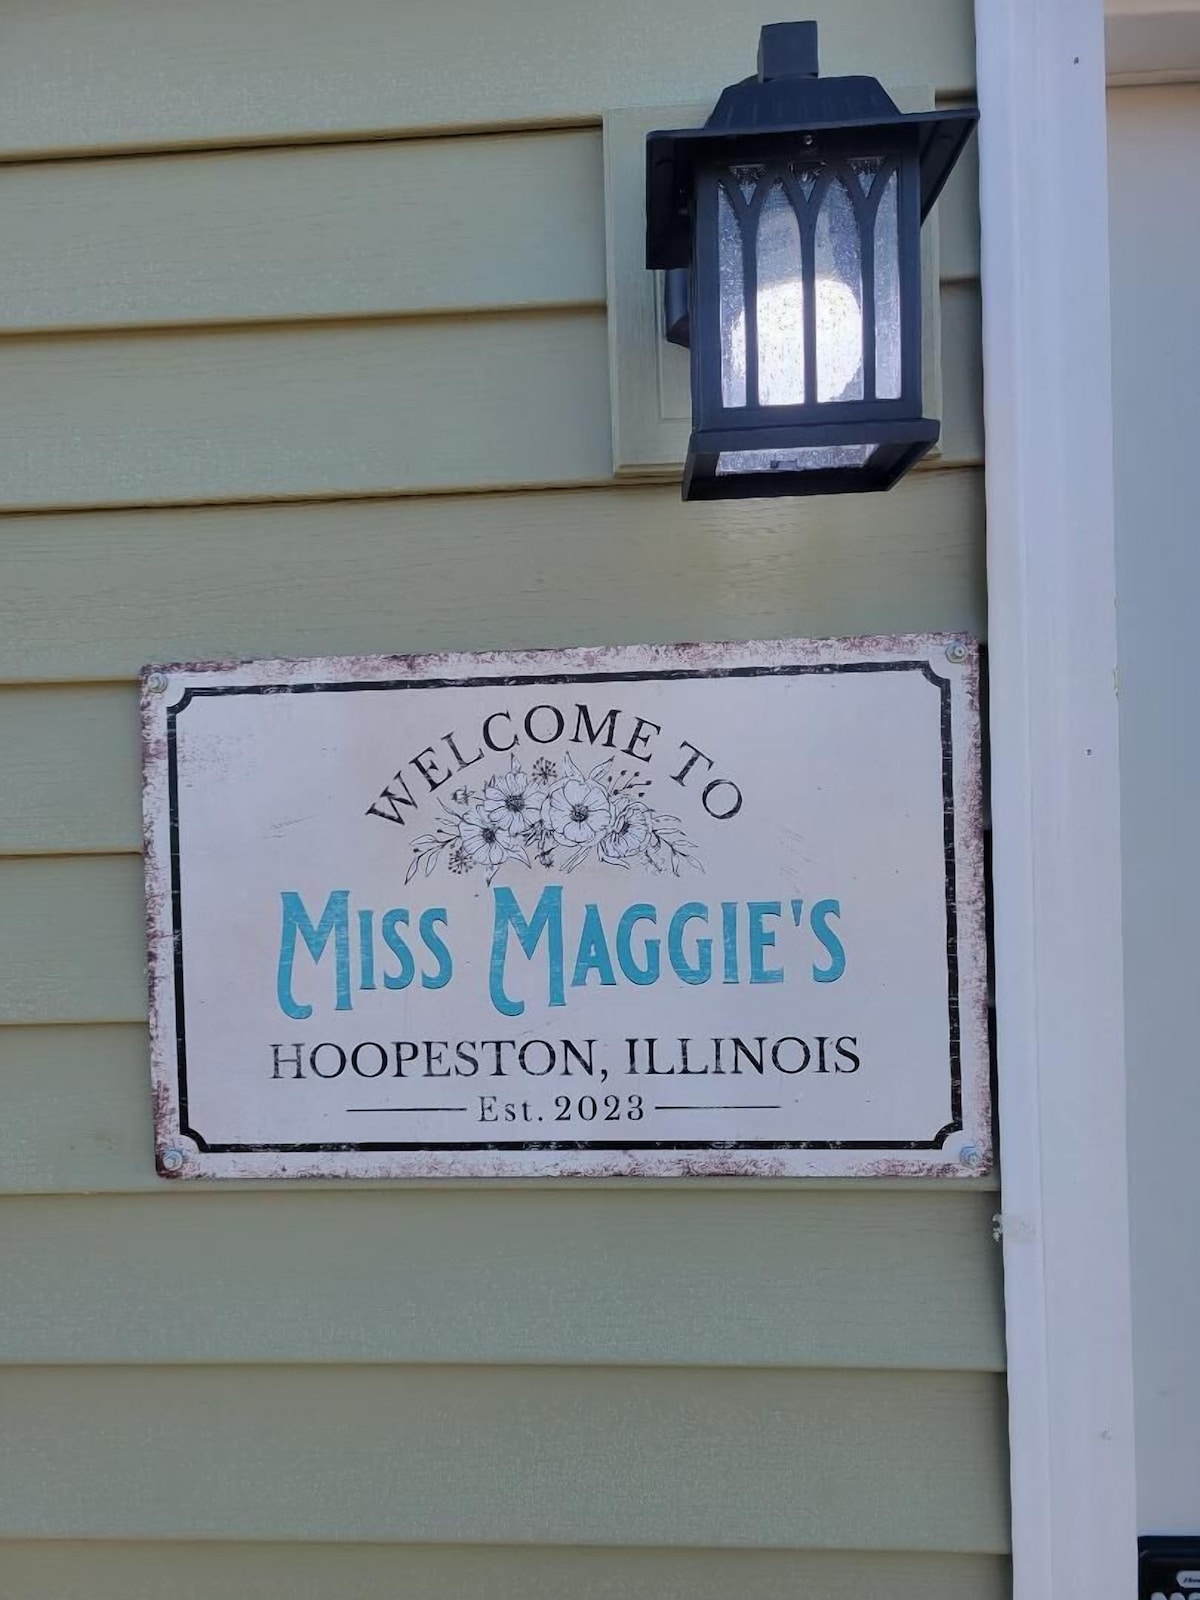 WELCOME TO
MISS MAGGIE'S
HOOPESTON, ILLINOIS
Est. 2023